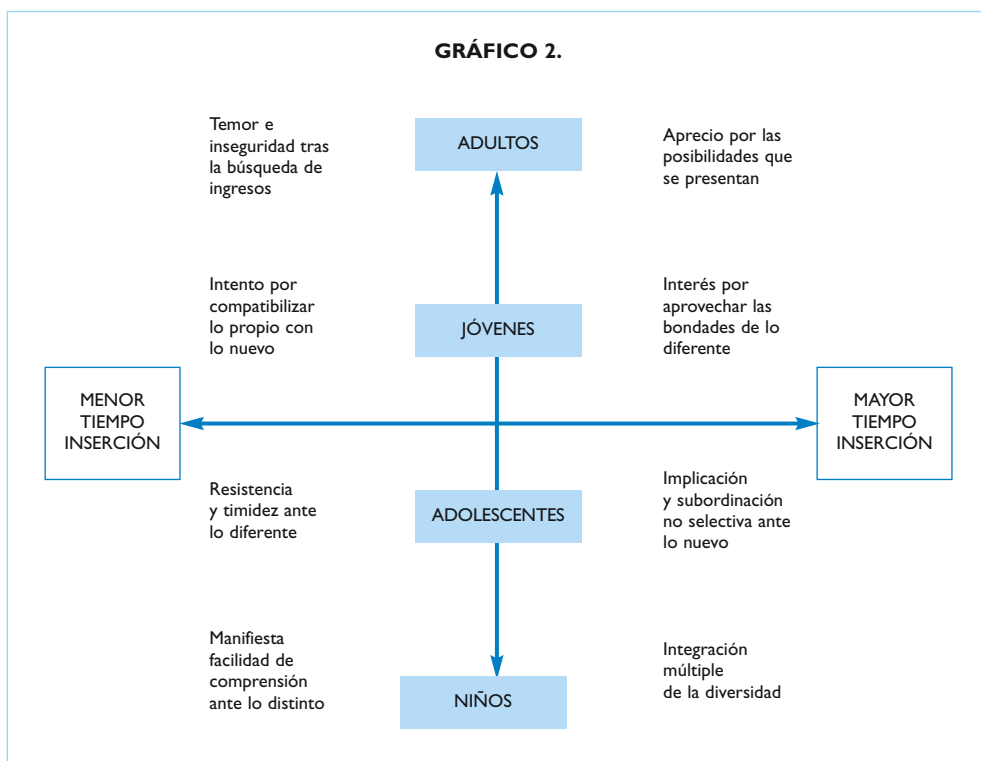 GRÁFICO 2.
Temor e
inseguridad tras
la búsqueda de
ingresos
ADULTOS
Aprecio por las
posibilidades que
se presentan
Intento por
compatibilizar
lo propio con
lo nuevo
JÓVENES
Interés por
aprovechar las
bondades de lo
diferente
MENOR
TIEMPO
INSERCIÓN
MAYOR
TIEMPO
INSERCIÓN
Resistencia
y timidez ante
lo diferente
ADOLESCENTES
Implicación
y subordinación
no selectiva ante
lo nuevo
Manifiesta
facilidad de
comprensión
ante lo distinto
NIÑOS
Integración
múltiple
de la diversidad